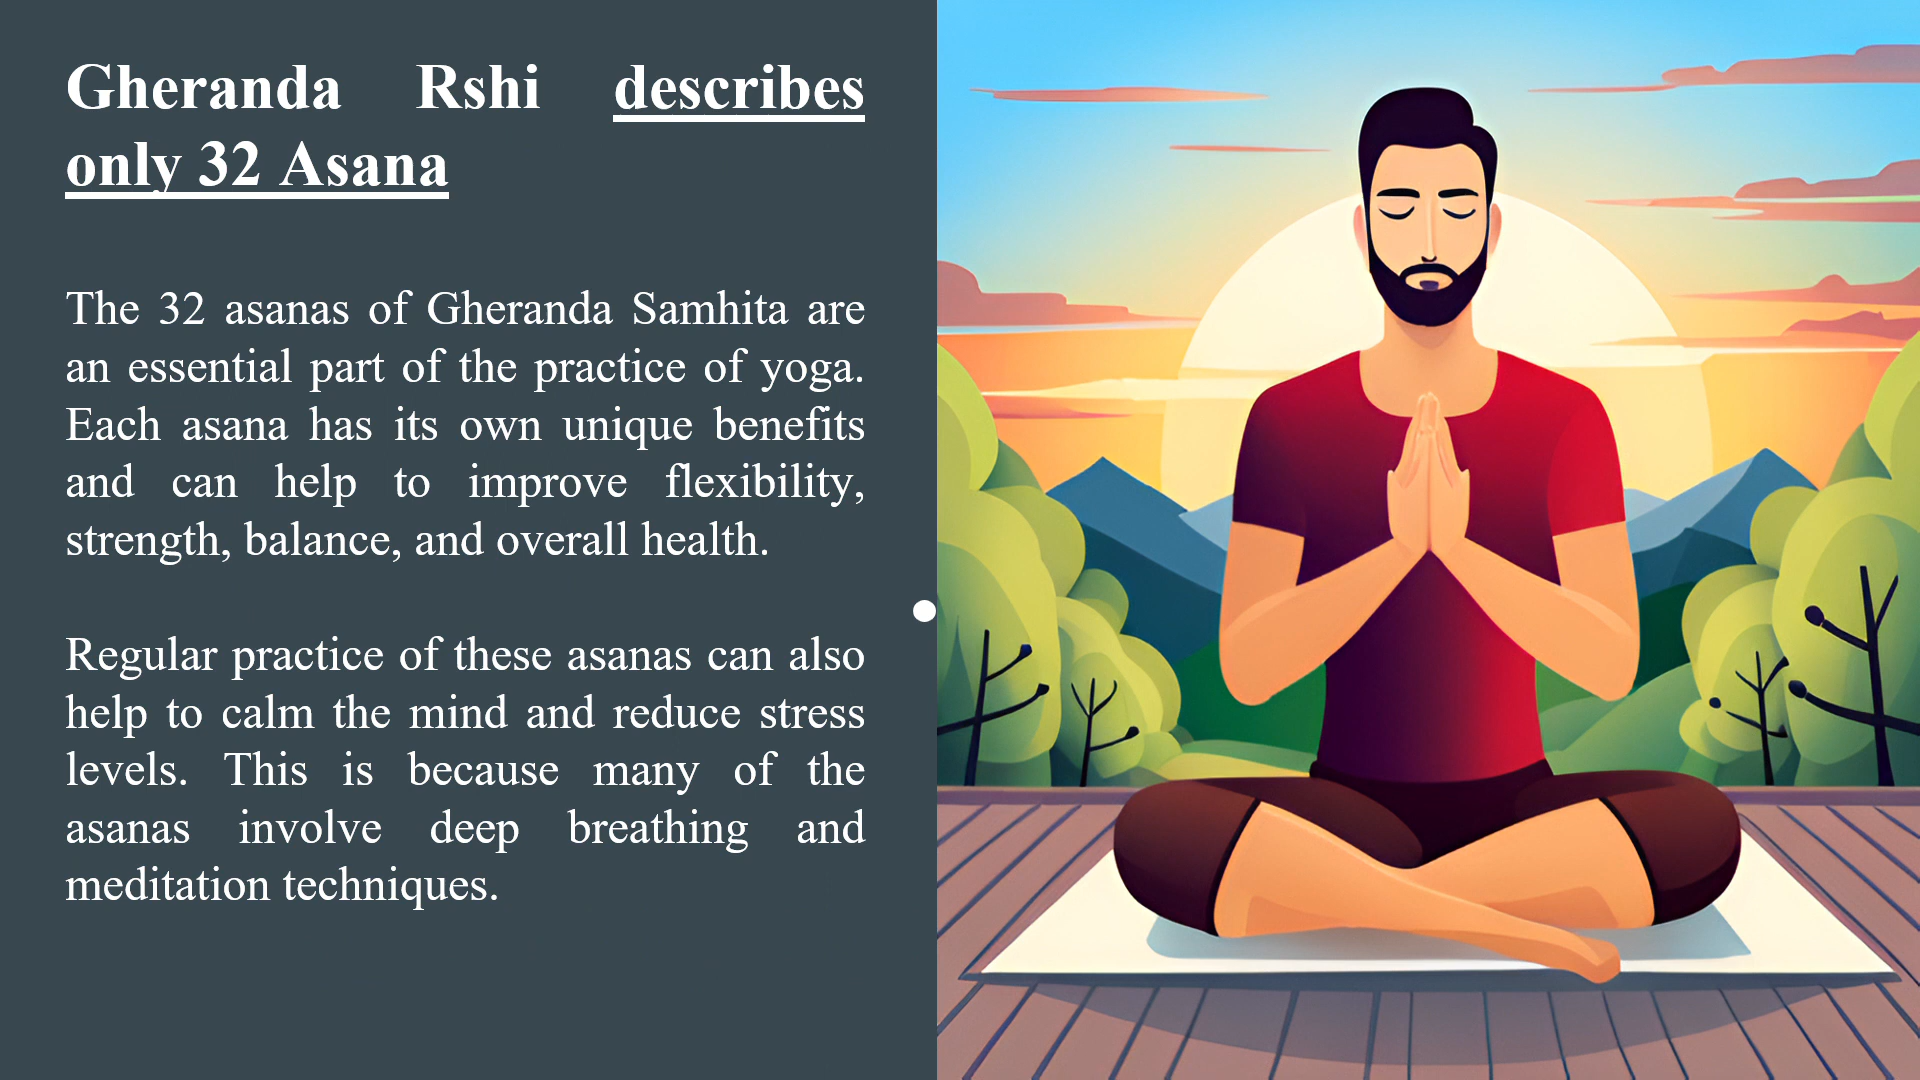 Gheranda Rshi describes
only 32 Asana
The 32 asanas of Gheranda Samhita are
an essential part of the practice of yoga.
Each asana has its own unique benefits
and can help to improve flexibility,
strength, balance, and overall health.
Regular practice of these asanas can also
help to calm the mind and reduce stress
levels. This is because many of the
asanas involve deep breathing and
meditation techniques.